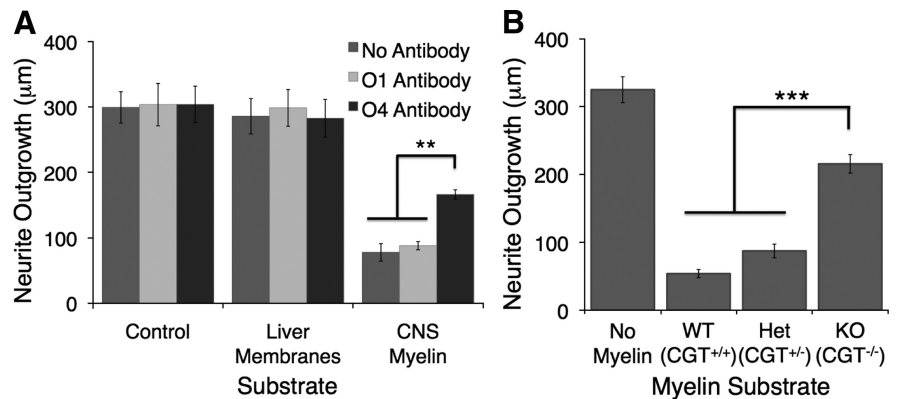 A
Neurite Outgrowth (μm)
400
300
200
100
0
No Antibody
O1 Antibody
O4 Antibody
**
Control
Liver
Membranes
CNS
Myelin
Substrate
B
Neurite Outgrowth (μm)
400
300
200
100
0
***
No
Myelin
WT
(CGT+/+)
Het
(CGT+/-)
KO
(CGT-/-)
Myelin Substrate